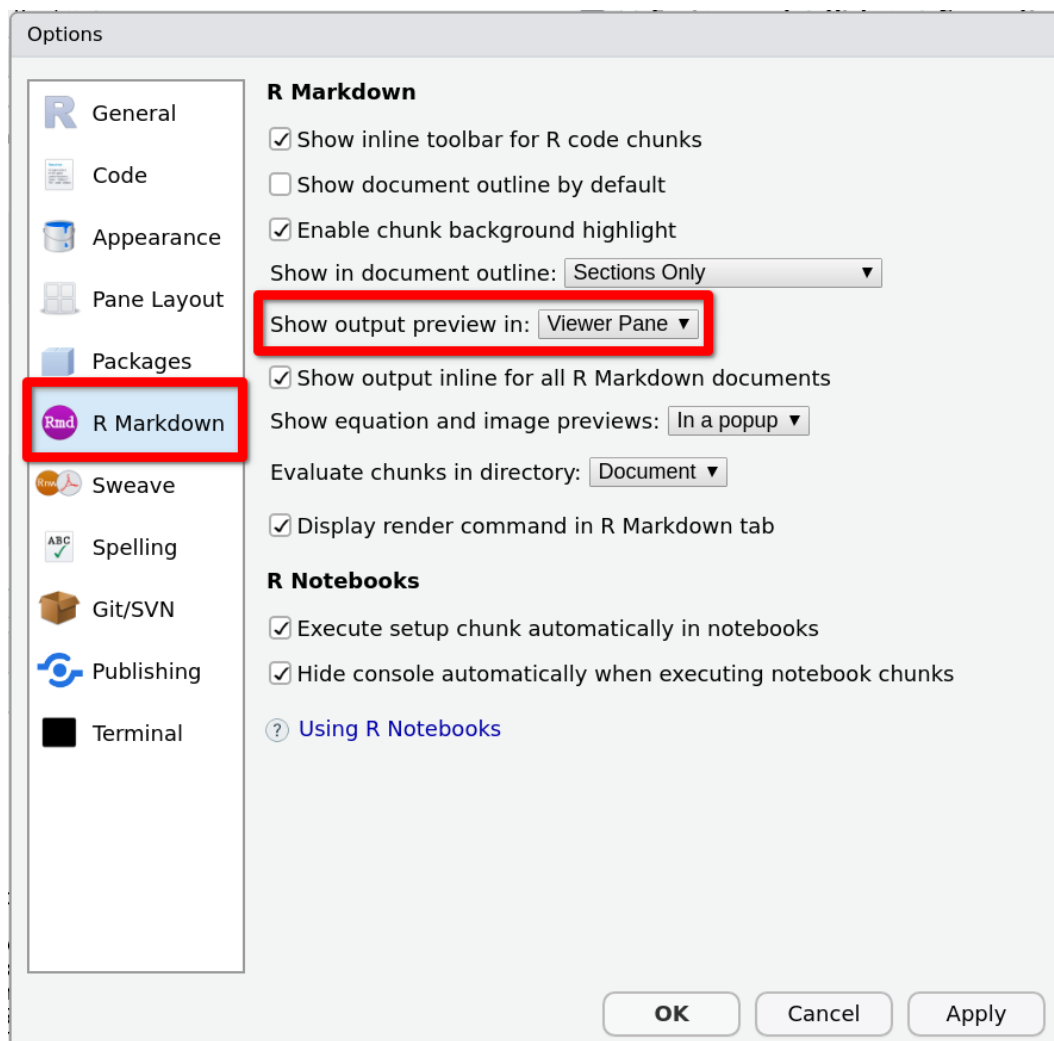 Options
General
Code
Appearance
Pane Layout
Packages
Rmd R Markdown
Rnw Sweave
ABC Spelling
Git/SVN
Publishing
Terminal
R Markdown
Show inline toolbar for R code chunks
Show document outline by default
Enable chunk background highlight
Show in document outline: Sections Only
Show output preview in: Viewer Pane
Show output inline for all R Markdown documents
Show equation and image previews: In a popup
Evaluate chunks in directory: Document
Display render command in R Markdown tab
R Notebooks
Execute setup chunk automatically in notebooks
Hide console automatically when executing notebook chunks
? Using R Notebooks
OK Cancel Apply